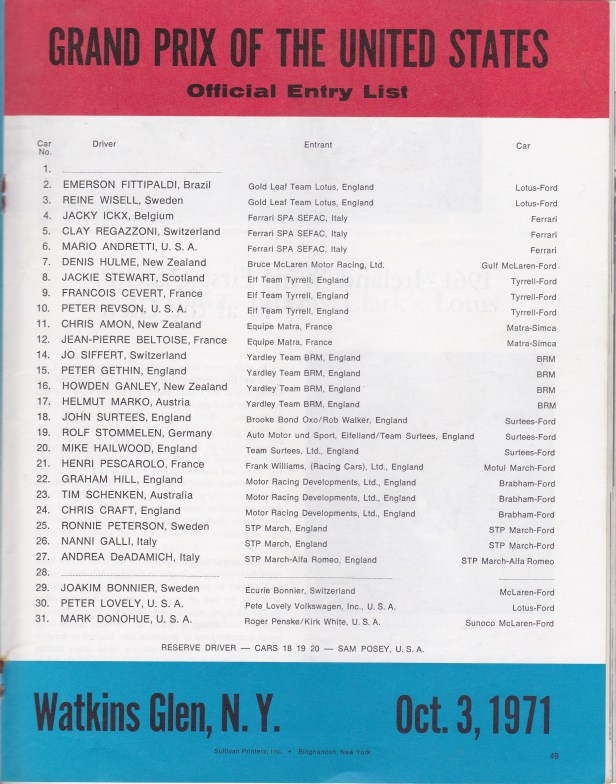 GRAND PRIX OF THE UNITED STATES
Official Entry List
Car No. Driver Entrant Car
1.
2. EMERSON FITTIPALDI, Brazil Gold Leaf Team Lotus, England Lotus-Ford
3. REINE WISELL, Sweden Gold Leaf Team Lotus, England Lotus-Ford
4. JACKY ICKX, Belgium Ferrari SPA SEFAC, Italy Ferrari
5. CLAY REGAZZONI, Switzerland Ferrari SPA SEFAC, Italy Ferrari
6. MARIO ANDRETTI, U. S. A. Ferrari SPA SEFAC, Italy Ferrari
7. DENIS HULME, New Zealand Bruce McLaren Motor Racing, Ltd. Gulf McLaren-Ford
8. JACKIE STEWART, Scotland Elf Team Tyrrell, England Tyrrell-Ford
9. FRANCOIS CEVERT, France Elf Team Tyrrell, England Tyrrell-Ford
10. PETER REVSON, U. S. A. Elf Team Tyrrell, England Tyrrell-Ford
11. CHRIS AMON, New Zealand Equipe Matra, France Matra-Simca
12. JEAN-PIERRE BELTOISE, France Equipe Matra, France Matra-Simca
14. JO SIFFERT, Switzerland Yardley Team BRM, England BRM
15. PETER GETHIN, England Yardley Team BRM, England BRM
16. HOWDEN GANLEY, New Zealand Yardley Team BRM, England BRM
17. HELMUT MARKO, Austria Yardley Team BRM, England BRM
18. JOHN SURTEES, England Brooke Bond Oxo/Rob Walker, England Surtees-Ford
19. ROLF STOMMELEN, Germany Auto Motor und Sport, Eifelland/Team Surtees, England Surtees-Ford
20. MIKE HAILWOOD, England Team Surtees, Ltd., England Surtees-Ford
21. HENRI PESCAROLO, France Frank Williams, (Racing Cars), Ltd., England Motul March-Ford
22. GRAHAM HILL, England Motor Racing Developments, Ltd., England Brabham-Ford
23. TIM SCHENKEN, Australia Motor Racing Developments, Ltd., England Brabham-Ford
24. CHRIS CRAFT, England Motor Racing Developments, Ltd., England Brabham-Ford
25. RONNIE PETERSON, Sweden STP March, England STP March-Ford
26. NANNI GALLI, Italy STP March, England STP March-Ford
27. ANDREA DeADAMICH, Italy STP March-Alfa Romeo, England STP March-Alfa Romeo
28.
29. JOAKIM BONNIER, Sweden Ecurie Bonnier, Switzerland McLaren-Ford
30. PETER LOVELY, U. S. A. Pete Lovely Volkswagen, Inc., U. S. A. Lotus-Ford
31. MARK DONOHUE, U. S. A. Roger Penske/Kirk White, U. S. A. Sunoco McLaren-Ford
RESERVE DRIVER — CARS 18 19 20 — SAM POSEY, U. S. A.
Watkins Glen, N. Y. Oct. 3, 1971
Sullivan Printers, Inc. • Binghamton, New York
49